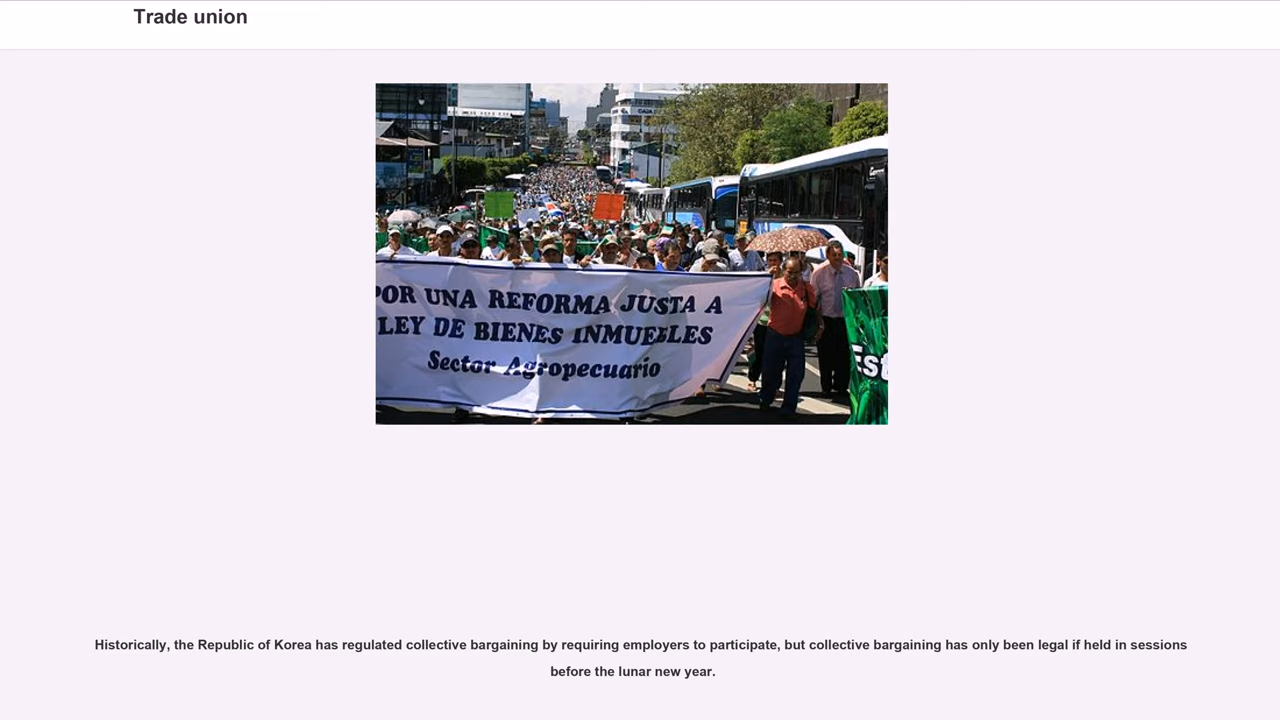 Trade union
POR UNA REFORMA JUSTA A
LEY DE BIENES INMUEBLES
Sector Agropecuario
Est
Historically, the Republic of Korea has regulated collective bargaining by requiring employers to participate, but collective bargaining has only been legal if held in sessions
before the lunar new year.